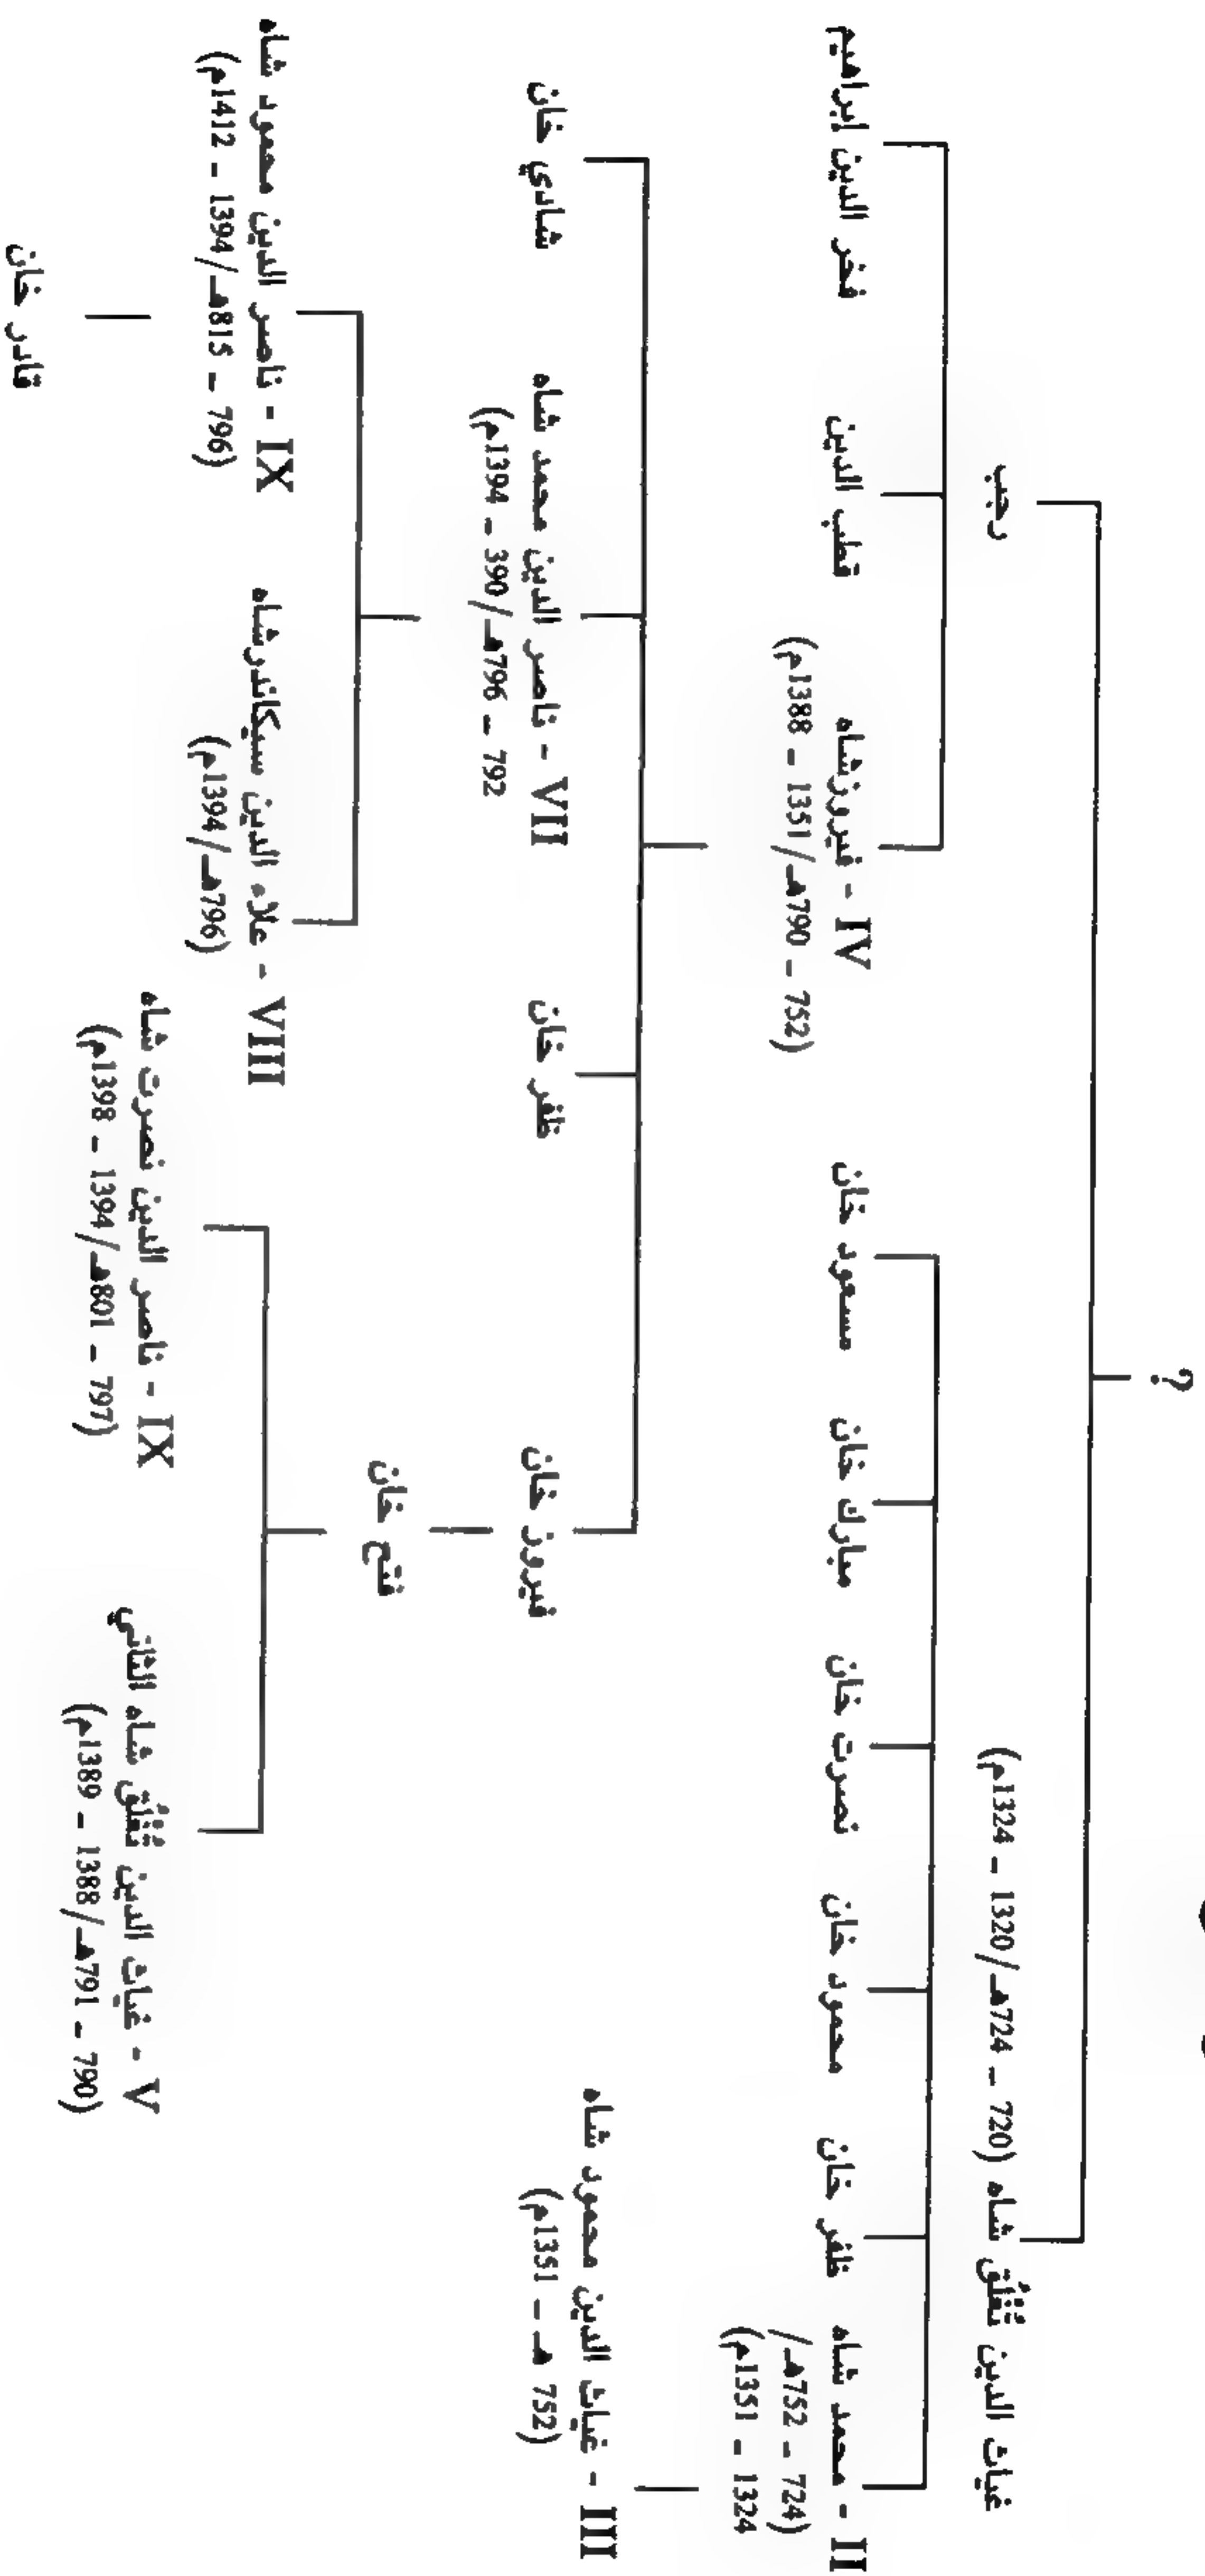 ?
غياث الدين تُغْلُق شاه (720 – 724هـ/1320 – 1324م)
رجب
II - محمد شاه
(724 – 752هـ/
1324 – 1351م)
ظفر خان
محمود خان
نصرت خان
مبارك خان
مسعود خان
IV - فيروزشاه
(752 – 790هـ/1351 – 1388م)
قطب الدين
فخر الدين إبراهيم
III - غياث الدين محمود شاه
(752 هـ – 1351م)
فيروز خان
ظفر خان
VII - ناصر الدين محمد شاه
792 – 796هـ/390 – 1394م)
شادي خان
فتح خان
VIII - علاء الدين سيكاندرشاه
(796هـ/1394م)
IX - ناصر الدين محمود شاه
(796 – 815هـ/1394 – 1412م)
V - غياث الدين تُغْلُق شاه الثاني
(790 – 791هـ/1388 – 1389م)
IX - ناصر الدين نصرت شاه
(797 – 801هـ/1394 – 1398م)
قادر خان